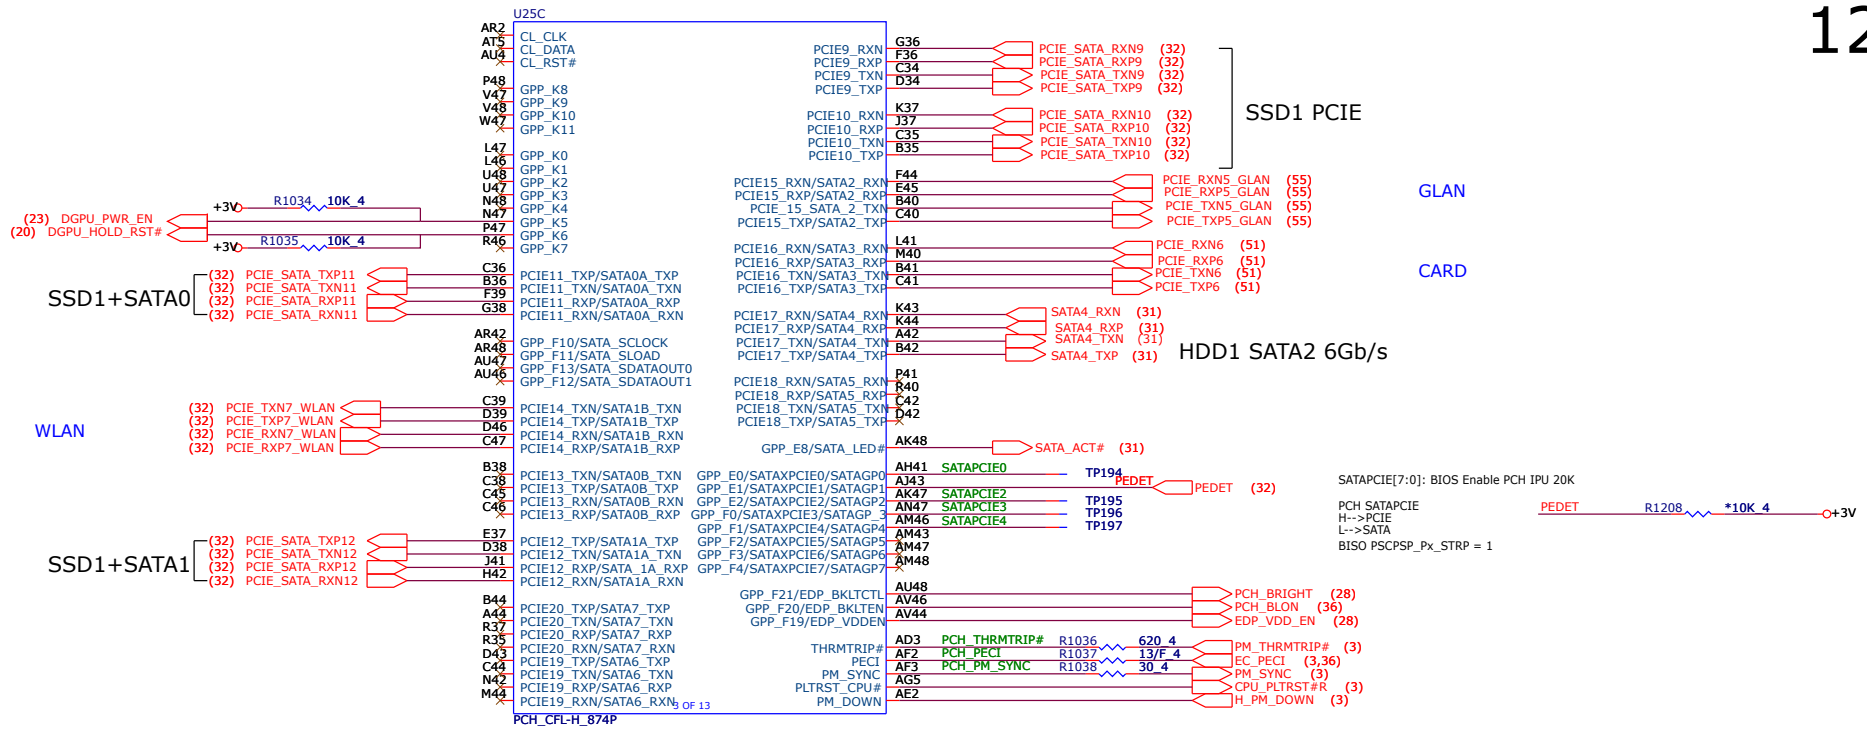 12
U25C
AR2 CL_CLK
AT5 CL_DATA
AU4 CL_RST#
P48 GPP_K8
V47 GPP_K9
V48 GPP_K10
W47 GPP_K11
L47 GPP_K0
L46 GPP_K1
U48 GPP_K2
U47 GPP_K3
N48 GPP_K4
N47 GPP_K5
P47 GPP_K6
R46 GPP_K7
+3V R1034 10K_4
(23) DGPU_PWR_EN
(20) DGPU_HOLD_RST#
+3V R1035 10K_4
SSD1+SATA0
(32) PCIE_SATA_TXP11 C36 PCIE11_TXP/SATA0A_TXP
(32) PCIE_SATA_TXN11 B36 PCIE11_TXN/SATA0A_TXN
(32) PCIE_SATA_RXP11 F39 PCIE11_RXP/SATA0A_RXP
(32) PCIE_SATA_RXN11 G38 PCIE11_RXN/SATA0A_RXN
AR42 GPP_F10/SATA_SCLOCK
AR48 GPP_F11/SATA_SLOAD
AU47 GPP_F13/SATA_SDATAOUT0
AU46 GPP_F12/SATA_SDATAOUT1
WLAN
(32) PCIE_TXN7_WLAN C39 PCIE14_TXN/SATA1B_TXN
(32) PCIE_TXP7_WLAN D39 PCIE14_TXP/SATA1B_TXP
(32) PCIE_RXN7_WLAN D46 PCIE14_RXN/SATA1B_RXN
(32) PCIE_RXP7_WLAN C47 PCIE14_RXP/SATA1B_RXP
B38 PCIE13_TXN/SATA0B_TXN
C38 PCIE13_TXP/SATA0B_TXP
C45 PCIE13_RXN/SATA0B_RXN
C46 PCIE13_RXP/SATA0B_RXP
SSD1+SATA1
(32) PCIE_SATA_TXP12 E37 PCIE12_TXP/SATA1A_TXP
(32) PCIE_SATA_TXN12 D38 PCIE12_TXN/SATA1A_TXN
(32) PCIE_SATA_RXP12 J41 PCIE12_RXP/SATA_1A_RXP
(32) PCIE_SATA_RXN12 H42 PCIE12_RXN/SATA1A_RXN
B44 PCIE20_TXP/SATA7_TXP
A44 PCIE20_TXN/SATA7_TXN
R37 PCIE20_RXP/SATA7_RXP
R35 PCIE20_RXN/SATA7_RXN
D43 PCIE19_TXP/SATA6_TXP
C44 PCIE19_TXN/SATA6_TXN
N42 PCIE19_RXP/SATA6_RXP
M44 PCIE19_RXN/SATA6_RXN
3 OF 13
PCH_CFL-H_874P
PCIE9_RXN G36 PCIE_SATA_RXN9 (32)
PCIE9_RXP F36 PCIE_SATA_RXP9 (32)
PCIE9_TXN C34 PCIE_SATA_TXN9 (32)
PCIE9_TXP D34 PCIE_SATA_TXP9 (32)
SSD1 PCIE
PCIE10_RXN K37 PCIE_SATA_RXN10 (32)
PCIE10_RXP J37 PCIE_SATA_RXP10 (32)
PCIE10_TXN C35 PCIE_SATA_TXN10 (32)
PCIE10_TXP B35 PCIE_SATA_TXP10 (32)
PCIE15_RXN/SATA2_RXN F44 PCIE_RXN5_GLAN (55)
PCIE15_RXP/SATA2_RXP E45 PCIE_RXP5_GLAN (55)
PCIE_15_SATA_2_TXN B40 PCIE_TXN5_GLAN (55)
PCIE15_TXP/SATA2_TXP C40 PCIE_TXP5_GLAN (55)
GLAN
PCIE16_RXN/SATA3_RXN L41 PCIE_RXN6 (51)
PCIE16_RXP/SATA3_RXP M40 PCIE_RXP6 (51)
PCIE16_TXN/SATA3_TXN B41 PCIE_TXN6 (51)
PCIE16_TXP/SATA3_TXP C41 PCIE_TXP6 (51)
CARD
PCIE17_RXN/SATA4_RXN K43 SATA4_RXN (31)
PCIE17_RXP/SATA4_RXP K44 SATA4_RXP (31)
PCIE17_TXN/SATA4_TXN A42 SATA4_TXN (31)
PCIE17_TXP/SATA4_TXP B42 SATA4_TXP (31)
HDD1 SATA2 6Gb/s
PCIE18_RXN/SATA5_RXN P41
PCIE18_RXP/SATA5_RXP R40
PCIE18_TXN/SATA5_TXN C42
PCIE18_TXP/SATA5_TXP D42
GPP_E8/SATA_LED# AK48 SATA_ACT# (31)
GPP_E0/SATAXPCIE0/SATAGP0 AH41 SATAPCIE0 TP194
GPP_E1/SATAXPCIE1/SATAGP1 AJ43 PEDET PEDET (32)
GPP_E2/SATAXPCIE2/SATAGP2 AK47 SATAPCIE2 TP195
GPP_F0/SATAXPCIE3/SATAGP_3 AN47 SATAPCIE3 TP196
GPP_F1/SATAXPCIE4/SATAGP4 AM46 SATAPCIE4 TP197
GPP_F2/SATAXPCIE5/SATAGP5 AM43
GPP_F3/SATAXPCIE6/SATAGP6 AM47
GPP_F4/SATAXPCIE7/SATAGP7 AM48
SATAPCIE[7:0]: BIOS Enable PCH IPU 20K
PCH SATAPCIE
H-->PCIE
L-->SATA
BISO PSCPSP_Px_STRP = 1
PEDET R1208 *10K_4 +3V
GPP_F21/EDP_BKLTCTL AU48 PCH_BRIGHT (28)
GPP_F20/EDP_BKLTEN AV46 PCH_BLON (36)
GPP_F19/EDP_VDDEN AV44 EDP_VDD_EN (28)
THRMTRIP# AD3 PCH_THRMTRIP# R1036 620_4 PM_THRMTRIP# (3)
PECI AF2 PCH_PECI R1037 13/F_4 EC_PECI (3,36)
PM_SYNC AF3 PCH_PM_SYNC R1038 30_4 PM_SYNC (3)
PLTRST_CPU# AG5 CPU_PLTRST#R (3)
PM_DOWN AE2 H_PM_DOWN (3)